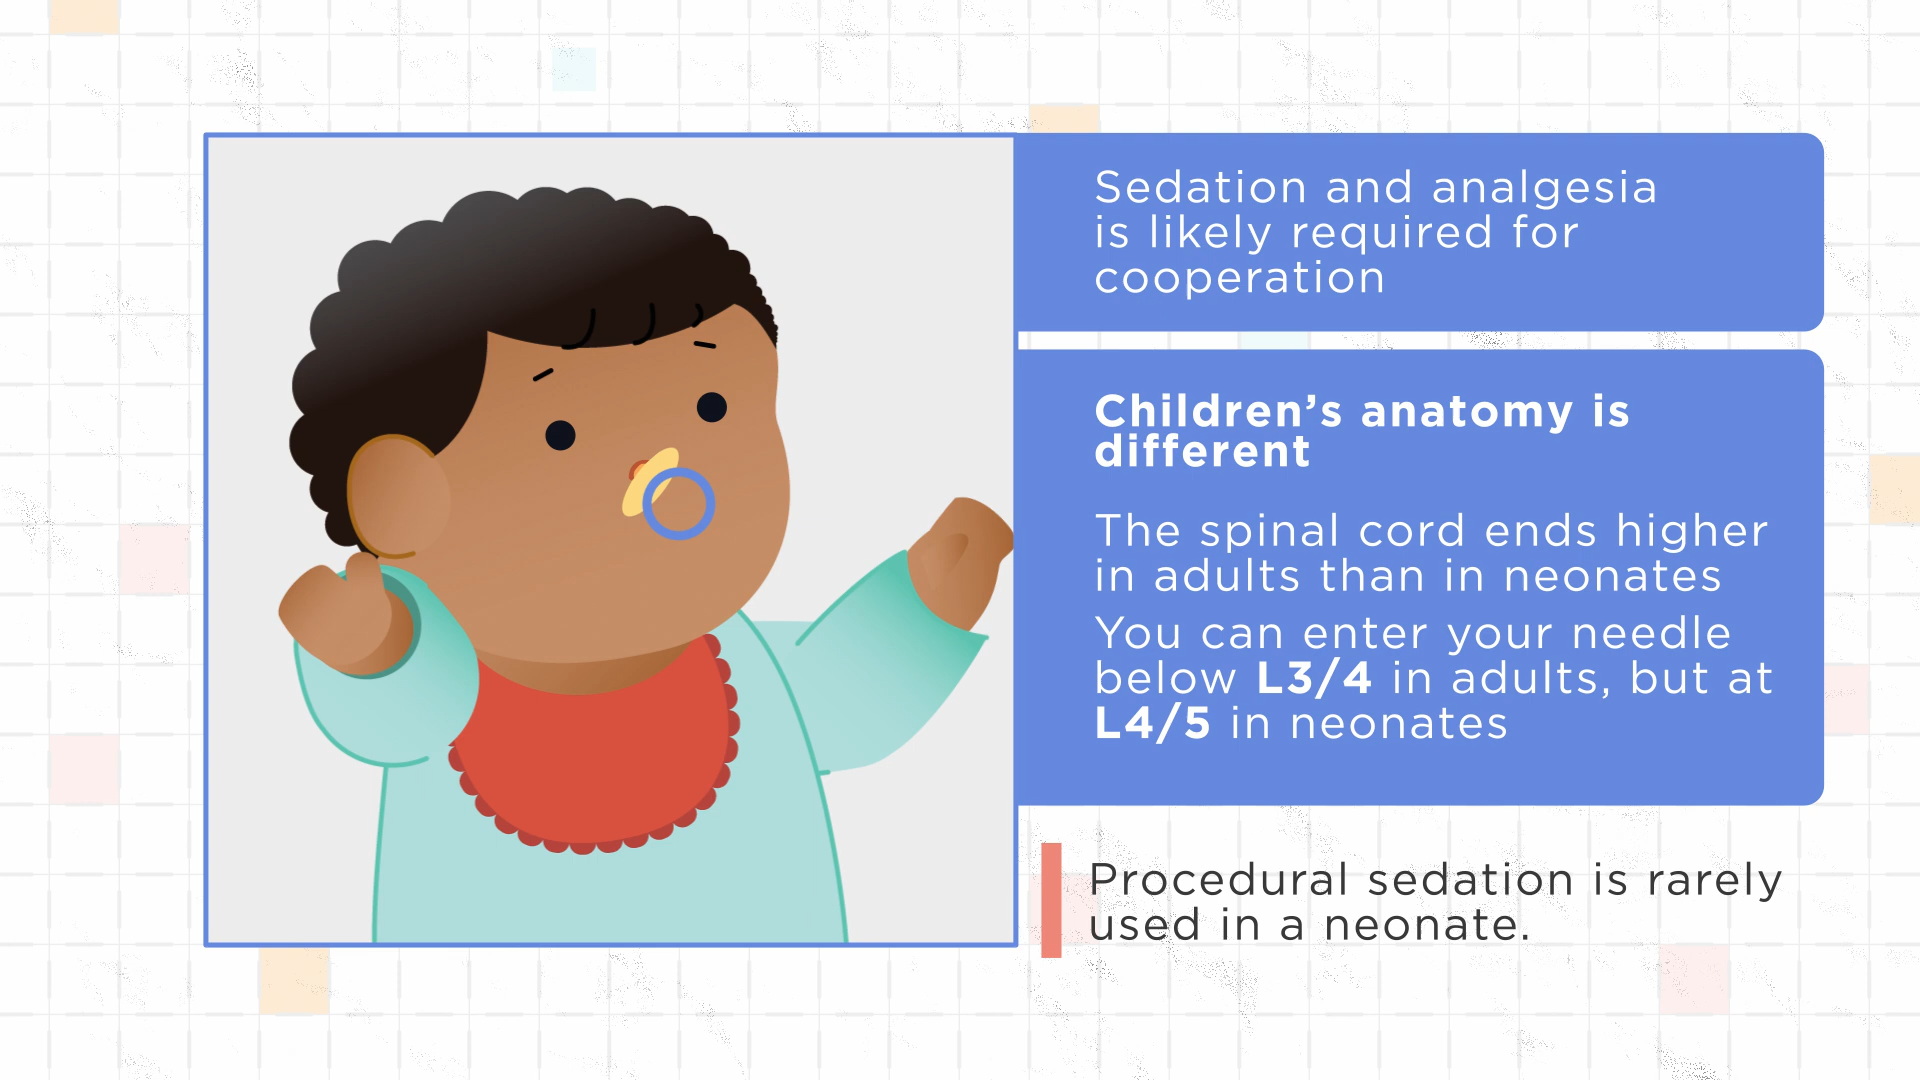 Sedation and analgesia
is likely required for
cooperation
Children’s anatomy is
different
The spinal cord ends higher
in adults than in neonates
You can enter your needle
below L3/4 in adults, but at
L4/5 in neonates
Procedural sedation is rarely
used in a neonate.